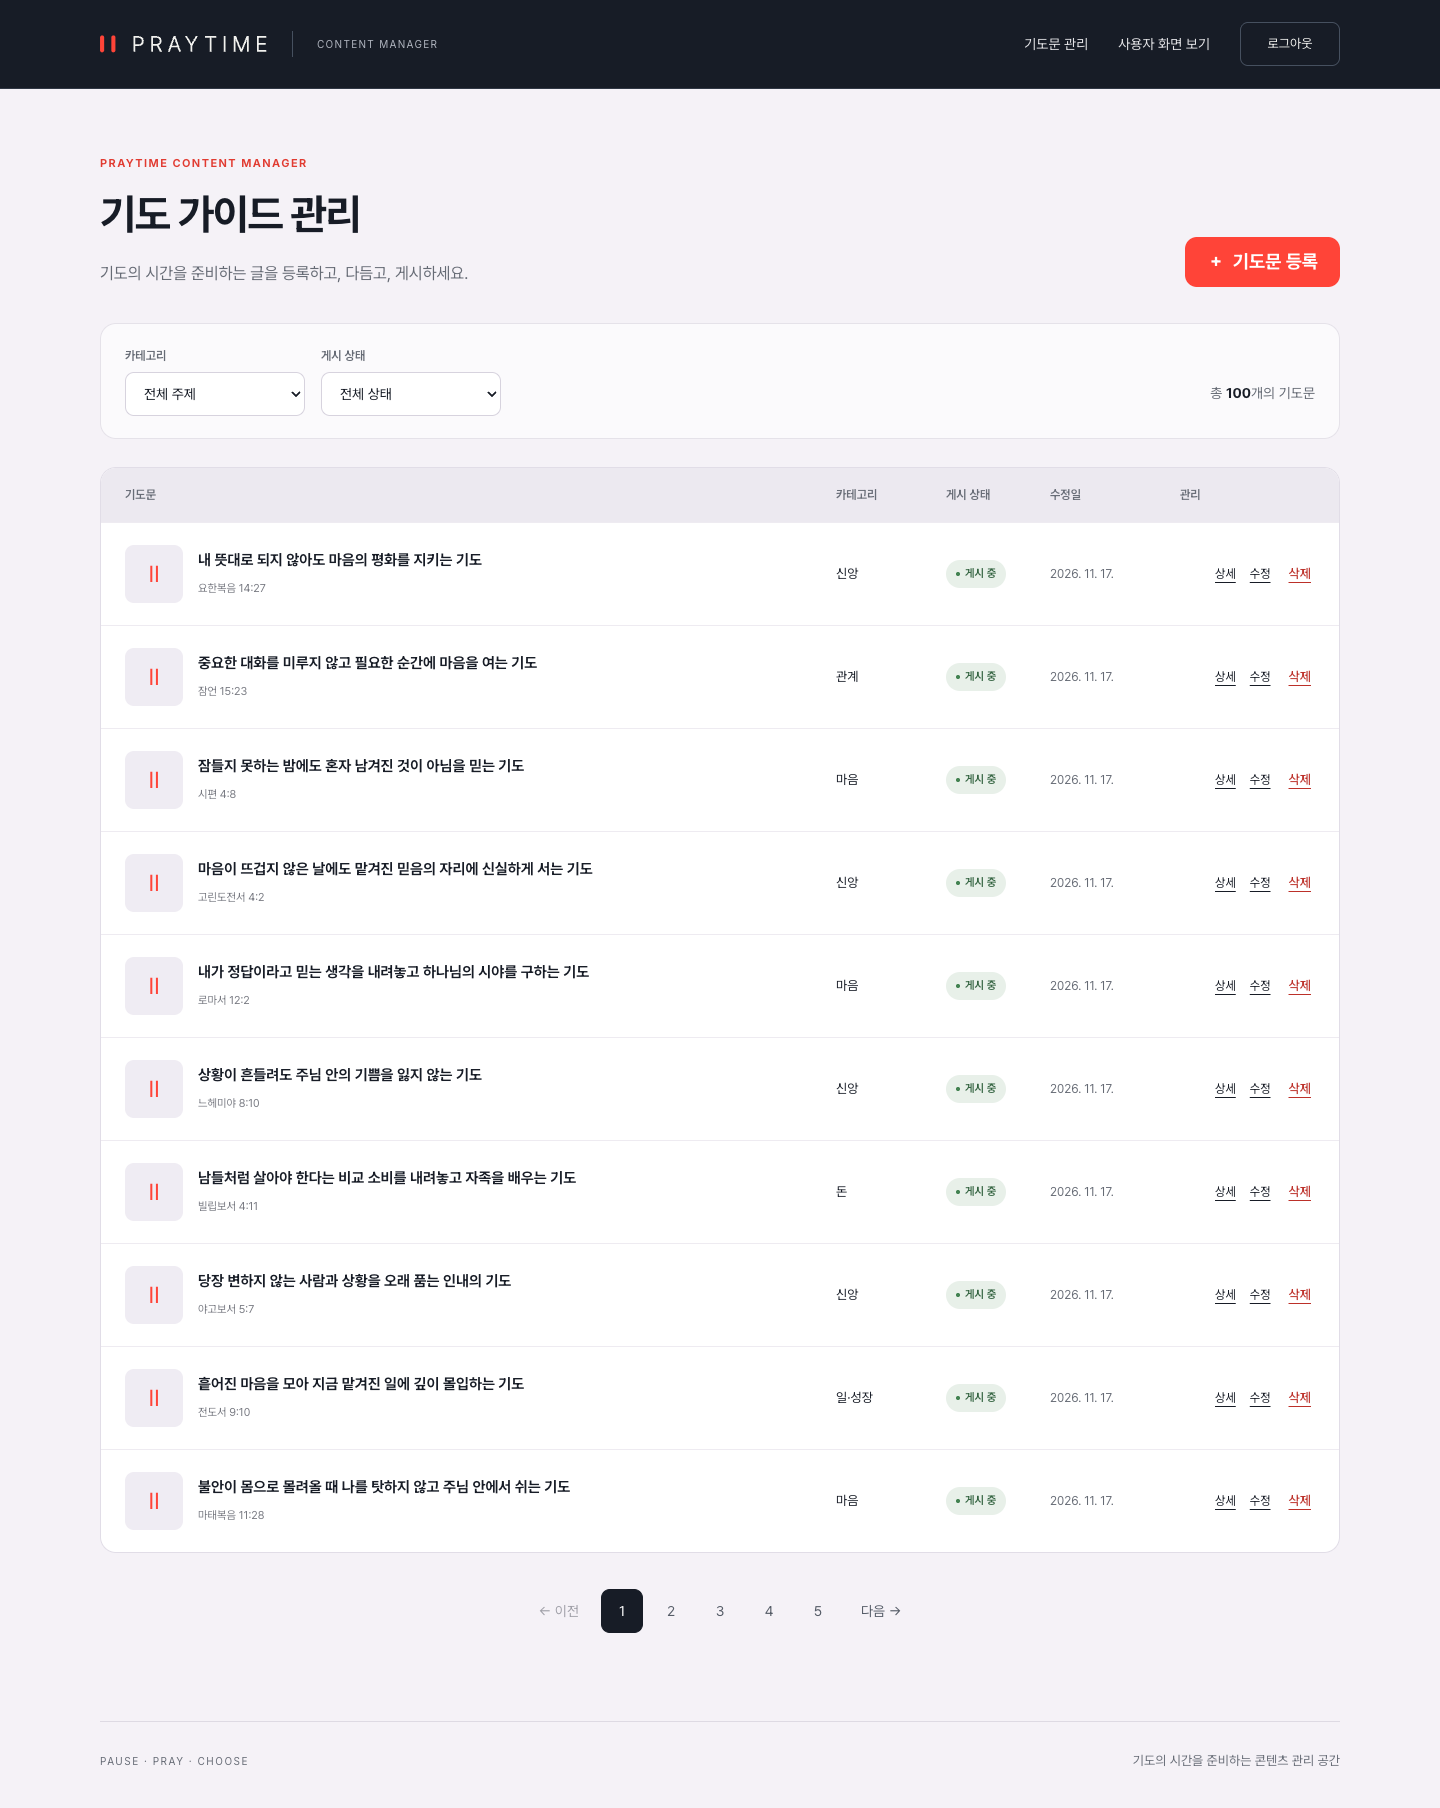 PRAYTIME CONTENT MANAGER 기도문 관리 사용자 화면 보기 로그아웃
PRAYTIME CONTENT MANAGER
기도 가이드 관리
기도의 시간을 준비하는 글을 등록하고, 다듬고, 게시하세요.
+ 기도문 등록
카테고리 게시 상태
전체 주제 전체 상태
총 100개의 기도문
기도문 카테고리 게시 상태 수정일 관리
내 뜻대로 되지 않아도 마음의 평화를 지키는 기도
요한복음 14:27
신앙 게시 중 2026. 11. 17. 상세 수정 삭제
중요한 대화를 미루지 않고 필요한 순간에 마음을 여는 기도
잠언 15:23
관계 게시 중 2026. 11. 17. 상세 수정 삭제
잠들지 못하는 밤에도 혼자 남겨진 것이 아님을 믿는 기도
시편 4:8
마음 게시 중 2026. 11. 17. 상세 수정 삭제
마음이 뜨겁지 않은 날에도 맡겨진 믿음의 자리에 신실하게 서는 기도
고린도전서 4:2
신앙 게시 중 2026. 11. 17. 상세 수정 삭제
내가 정답이라고 믿는 생각을 내려놓고 하나님의 시야를 구하는 기도
로마서 12:2
마음 게시 중 2026. 11. 17. 상세 수정 삭제
상황이 흔들려도 주님 안의 기쁨을 잃지 않는 기도
느헤미야 8:10
신앙 게시 중 2026. 11. 17. 상세 수정 삭제
남들처럼 살아야 한다는 비교 소비를 내려놓고 자족을 배우는 기도
빌립보서 4:11
돈 게시 중 2026. 11. 17. 상세 수정 삭제
당장 변하지 않는 사람과 상황을 오래 품는 인내의 기도
야고보서 5:7
신앙 게시 중 2026. 11. 17. 상세 수정 삭제
흩어진 마음을 모아 지금 맡겨진 일에 깊이 몰입하는 기도
전도서 9:10
일·성장 게시 중 2026. 11. 17. 상세 수정 삭제
불안이 몸으로 몰려올 때 나를 탓하지 않고 주님 안에서 쉬는 기도
마태복음 11:28
마음 게시 중 2026. 11. 17. 상세 수정 삭제
← 이전 1 2 3 4 5 다음 →
PAUSE · PRAY · CHOOSE 기도의 시간을 준비하는 콘텐츠 관리 공간